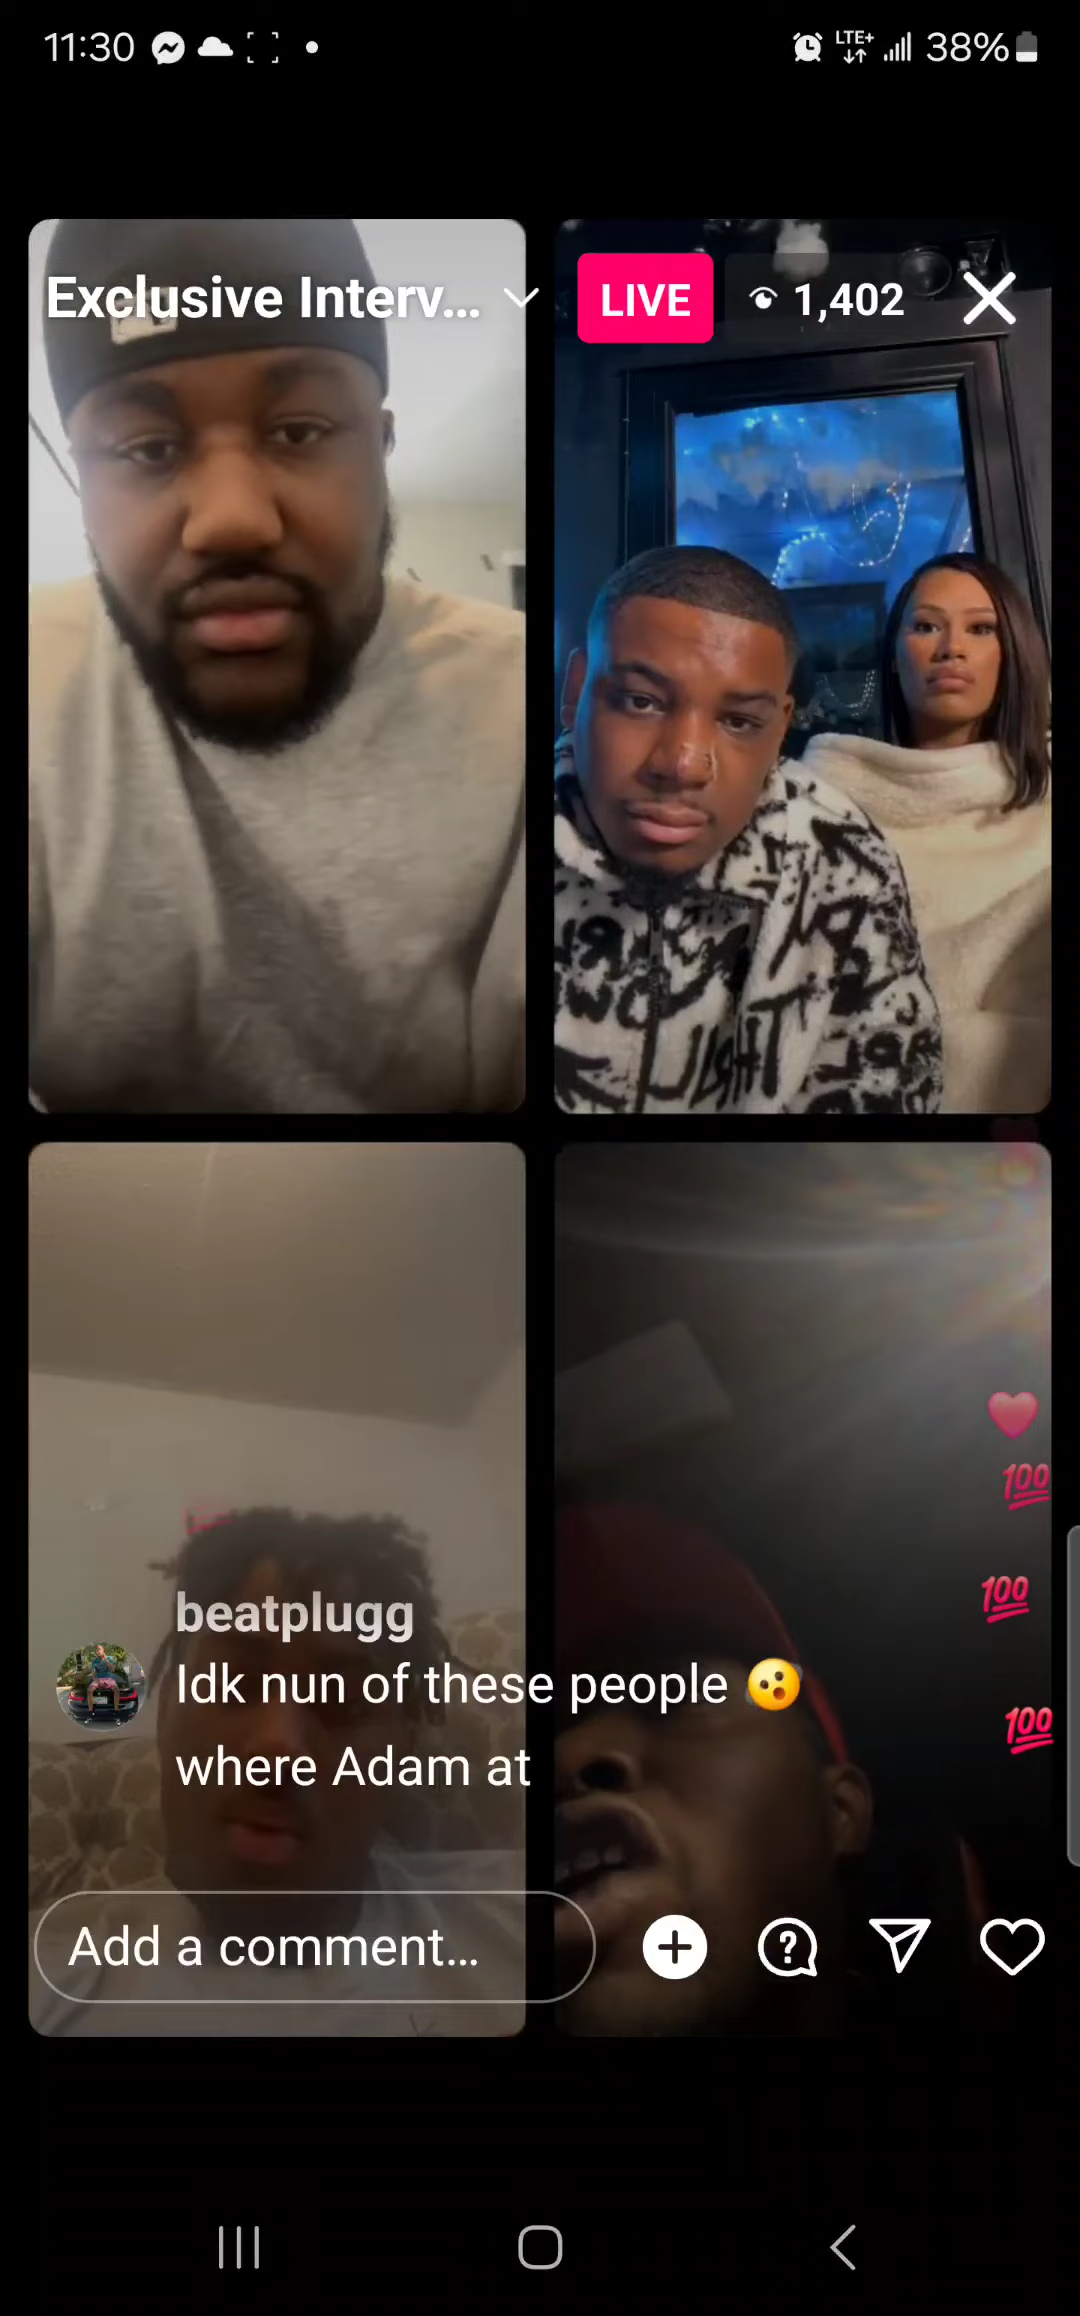 11:30
LTE+
38%
Exclusive Interv...
LIVE
1,402
beatplugg
Idk nun of these people 😮
where Adam at
Add a comment...